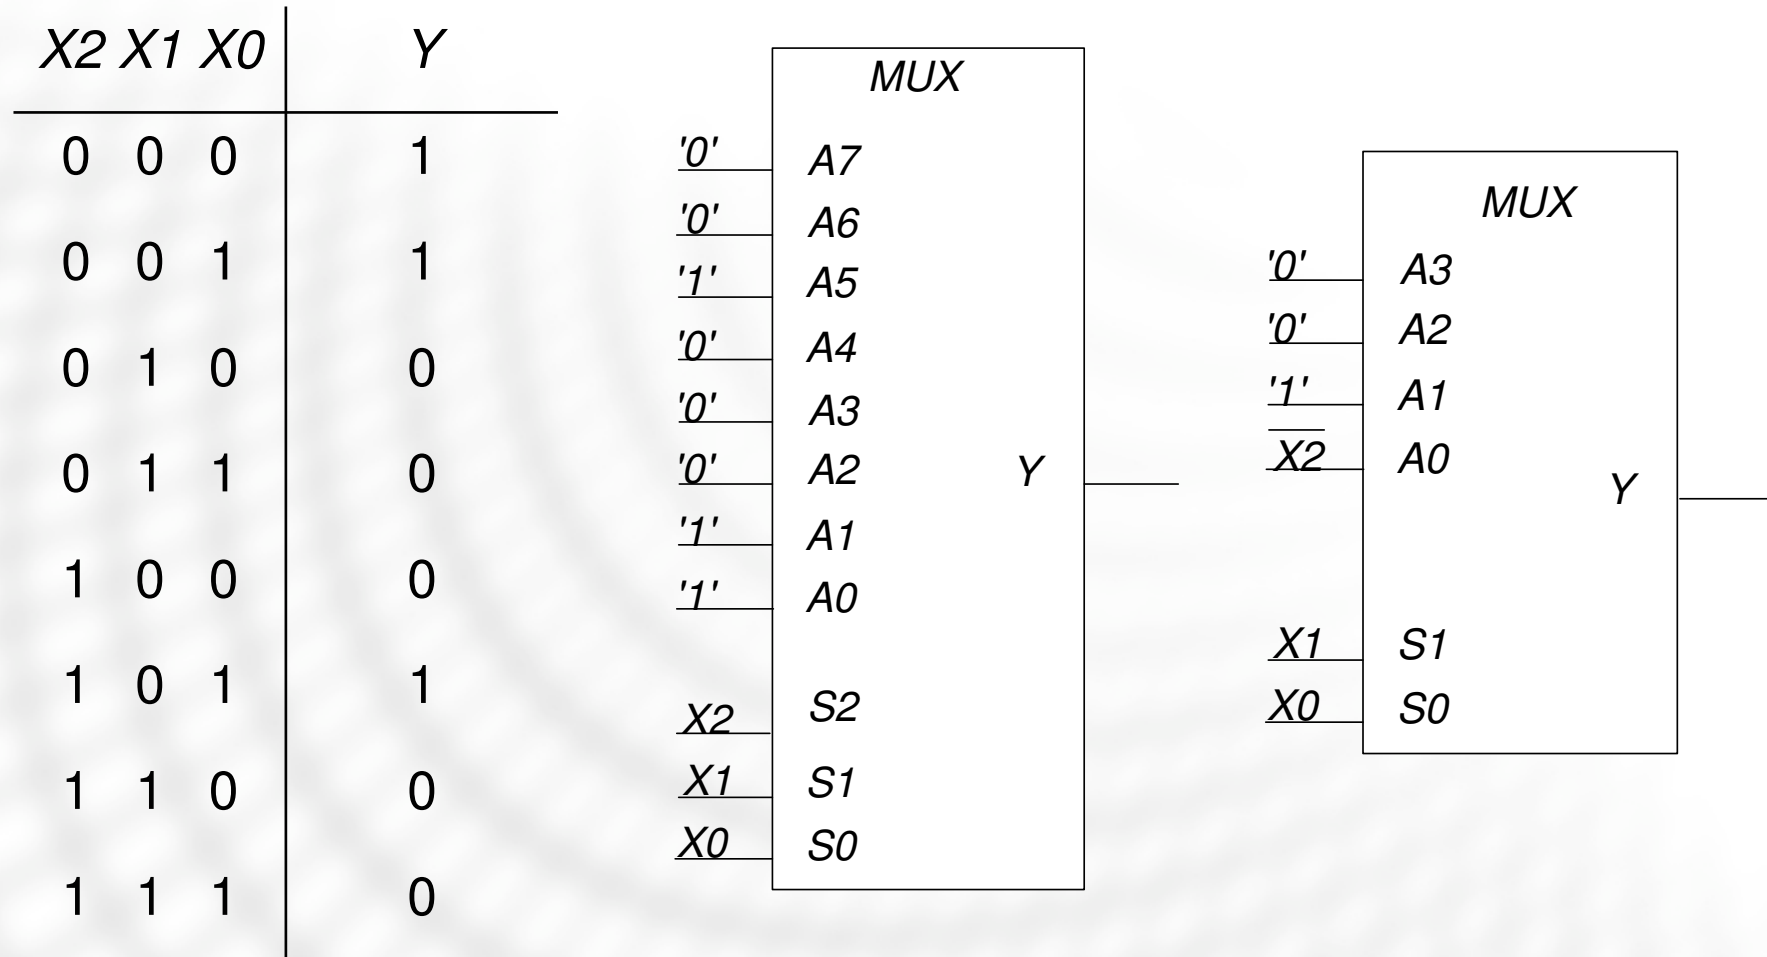 X2 X1 X0 Y
0 0 0 1
0 0 1 1
0 1 0 0
0 1 1 0
1 0 0 0
1 0 1 1
1 1 0 0
1 1 1 0
MUX
'0' A7
'0' A6
'1' A5
'0' A4
'0' A3
'0' A2
'1' A1
'1' A0
Y
X2 S2
X1 S1
X0 S0
MUX
'0' A3
'0' A2
'1' A1
X̅2̅ A0
Y
X1 S1
X0 S0